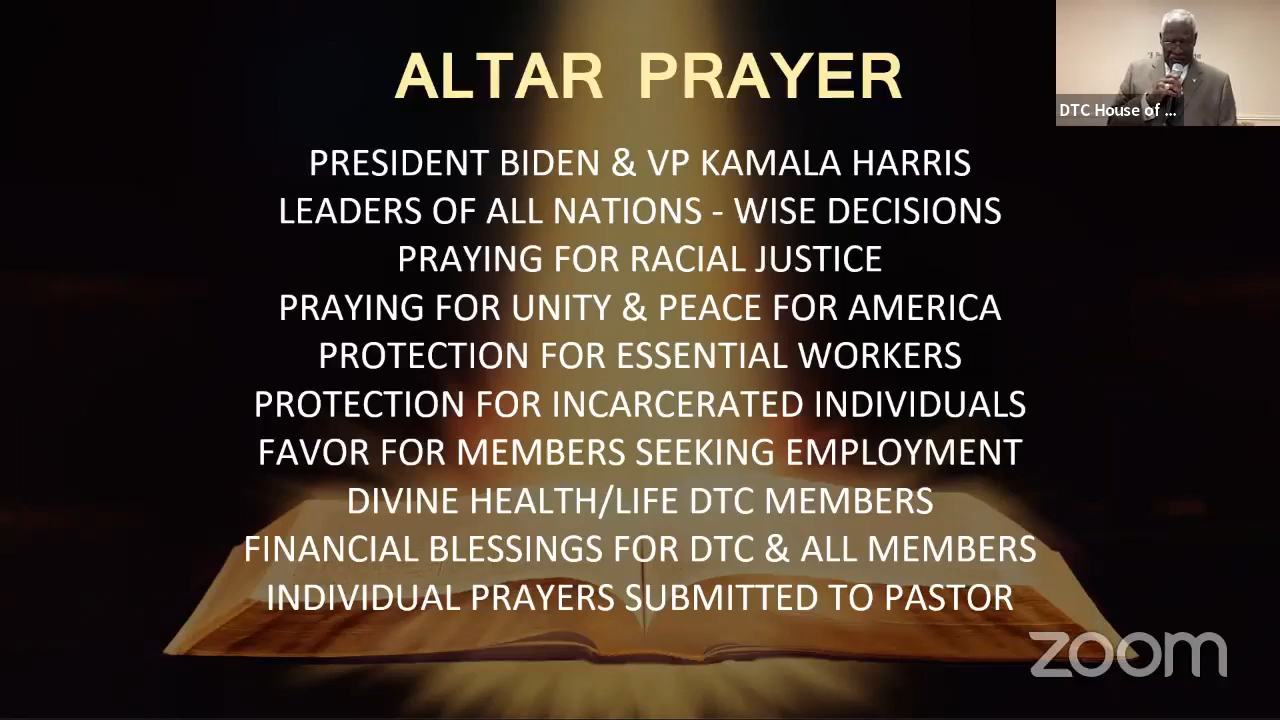 ALTAR PRAYER
DTC House of ...
PRESIDENT BIDEN & VP KAMALA HARRIS
LEADERS OF ALL NATIONS - WISE DECISIONS
PRAYING FOR RACIAL JUSTICE
PRAYING FOR UNITY & PEACE FOR AMERICA
PROTECTION FOR ESSENTIAL WORKERS
PROTECTION FOR INCARCERATED INDIVIDUALS
FAVOR FOR MEMBERS SEEKING EMPLOYMENT
DIVINE HEALTH/LIFE DTC MEMBERS
FINANCIAL BLESSINGS FOR DTC & ALL MEMBERS
INDIVIDUAL PRAYERS SUBMITTED TO PASTOR
zoom